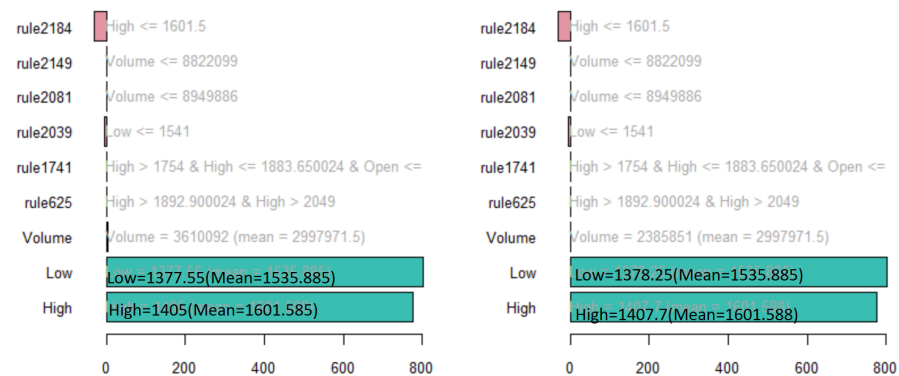 rule2184 High <= 1601.5
rule2149 Volume <= 8822099
rule2081 Volume <= 8949886
rule2039 Low <= 1541
rule1741 High > 1754 & High <= 1883.650024 & Open <=
rule625 High > 1892.900024 & High > 2049
Volume Volume = 3610092 (mean = 2997971.5)
Low Low=1377.55(Mean=1535.885)
High High=1405(Mean=1601.585)
0 200 400 600 800
rule2184 High <= 1601.5
rule2149 Volume <= 8822099
rule2081 Volume <= 8949886
rule2039 Low <= 1541
rule1741 High > 1754 & High <= 1883.650024 & Open <=
rule625 High > 1892.900024 & High > 2049
Volume Volume = 2385851 (mean = 2997971.5)
Low Low=1378.25(Mean=1535.885)
High High=1407.7(Mean=1601.588)
0 200 400 600 800